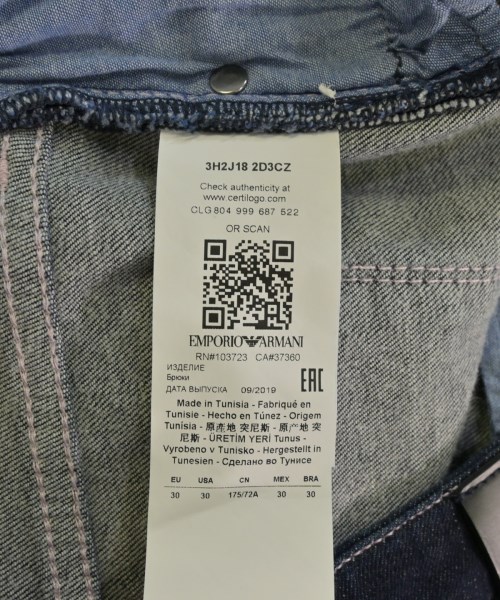 3H2J18 2D3CZ
Check authenticity at
www.certilogo.com
CLG 804 999 687 522
OR SCAN
EMPORIO ARMANI
RN#103723 CA#37360
ИЗДЕЛИЕ
Брюки
ДАТА ВЫПУСКА 09/2019
EAC
Made in Tunisia - Fabriqué en
Tunisie - Hecho en Túnez - Origem
Tunísia - 原産地 突尼斯 - 原产地 突
尼斯 - ÜRETİM YERİ Tunus -
Vyrobeno v Tunisko - Hergestellt in
Tunesien - Сделано во Тунисе
EU USA CN MEX BRA
30 30 175/72A 30 30